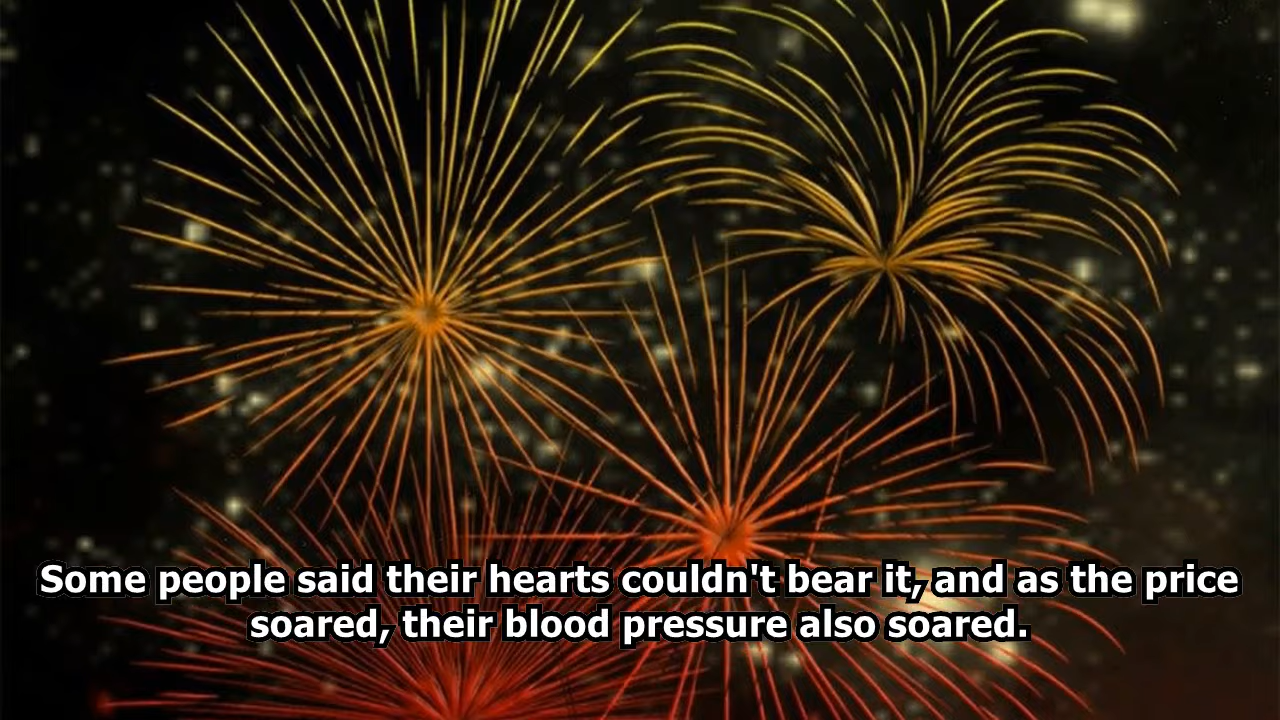 Some people said their hearts couldn't bear it, and as the price
soared, their blood pressure also soared.